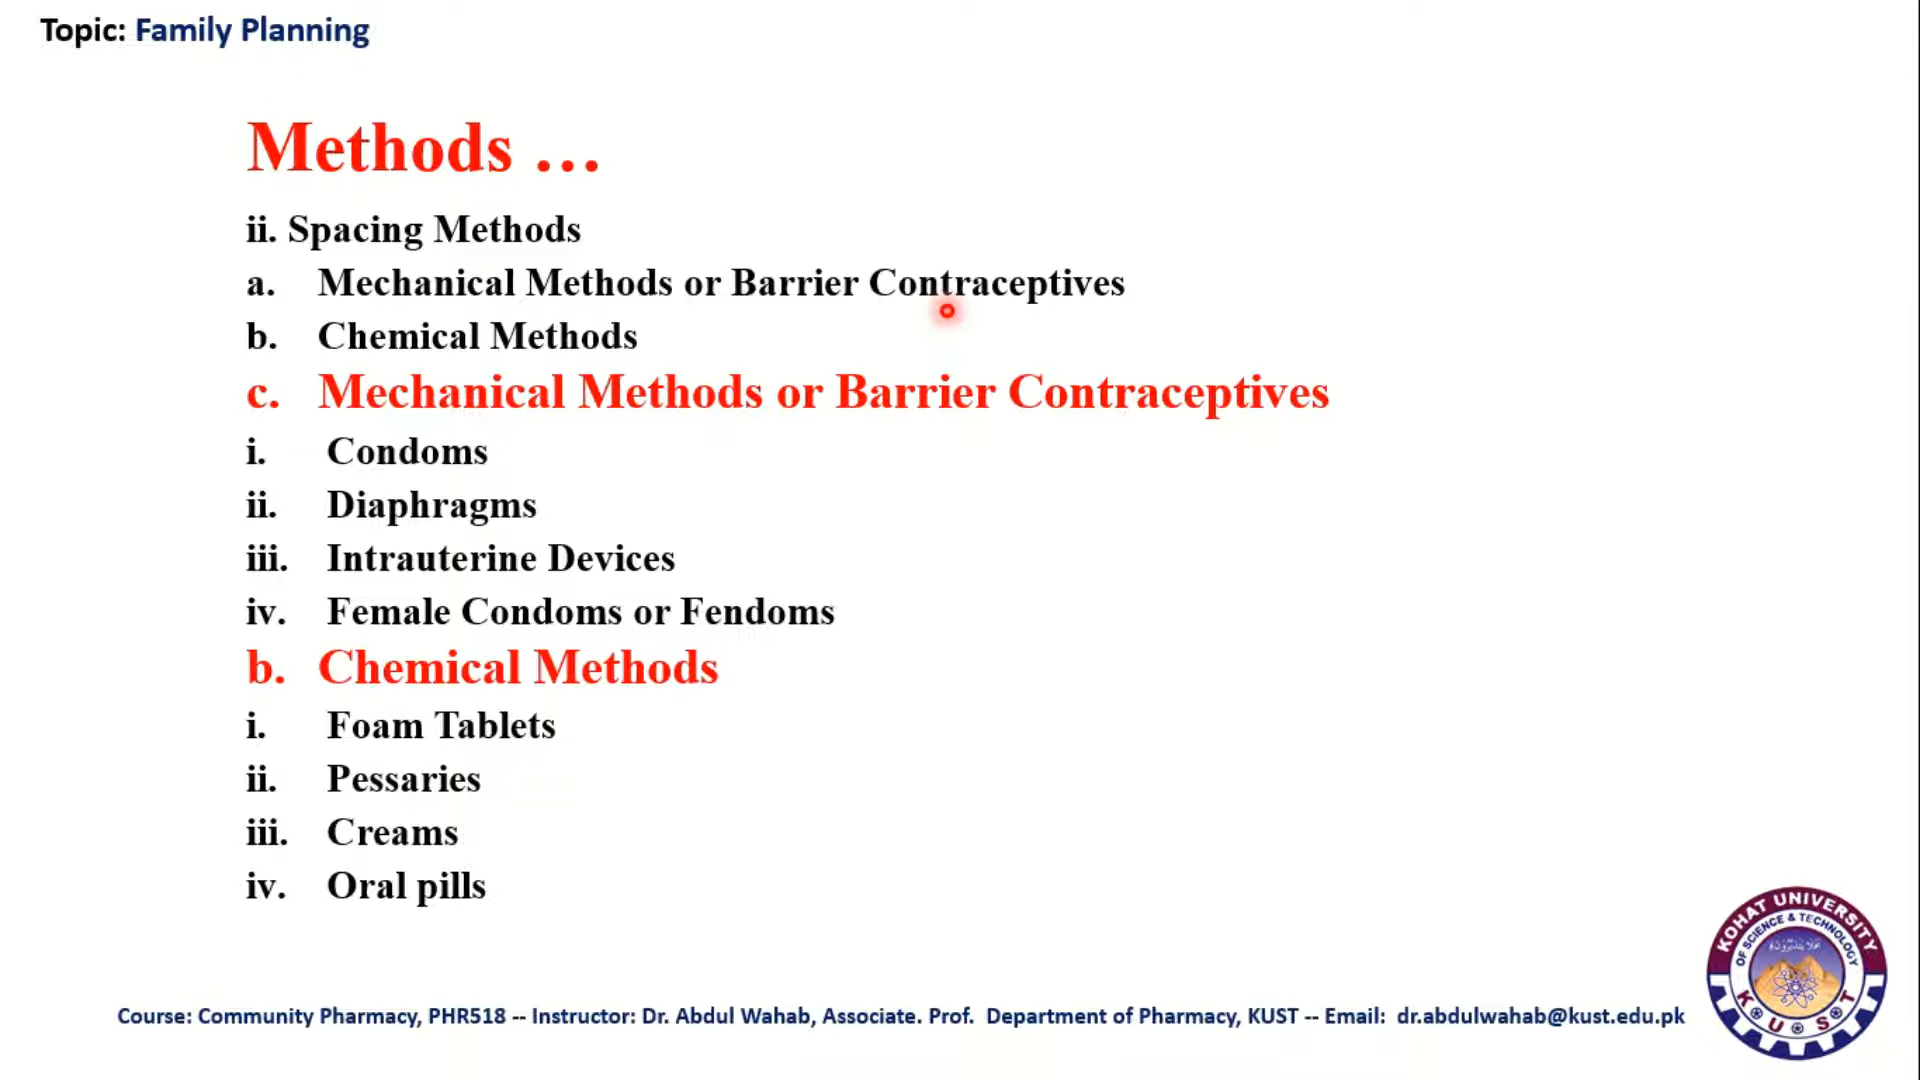 Topic: Family Planning
Methods ...
ii. Spacing Methods
a. Mechanical Methods or Barrier Contraceptives
b. Chemical Methods
c. Mechanical Methods or Barrier Contraceptives
i. Condoms
ii. Diaphragms
iii. Intrauterine Devices
iv. Female Condoms or Fendoms
b. Chemical Methods
i. Foam Tablets
ii. Pessaries
iii. Creams
iv. Oral pills
Course: Community Pharmacy, PHR518 -- Instructor: Dr. Abdul Wahab, Associate. Prof. Department of Pharmacy, KUST -- Email: dr.abdulwahab@kust.edu.pk
KOHAT UNIVERSITY
OF SCIENCE & TECHNOLOGY
K U S T